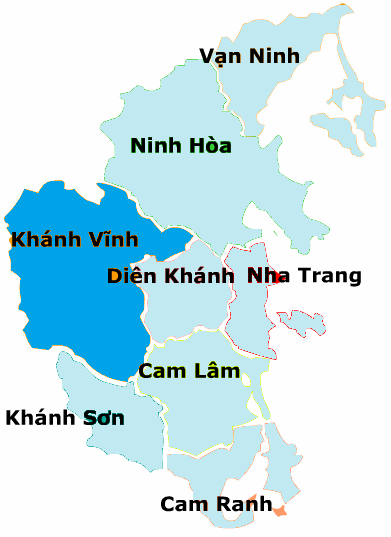 Vạn Ninh
Ninh Hòa
Khánh Vĩnh
Diên Khánh
Nha Trang
Cam Lâm
Khánh Sơn
Cam Ranh